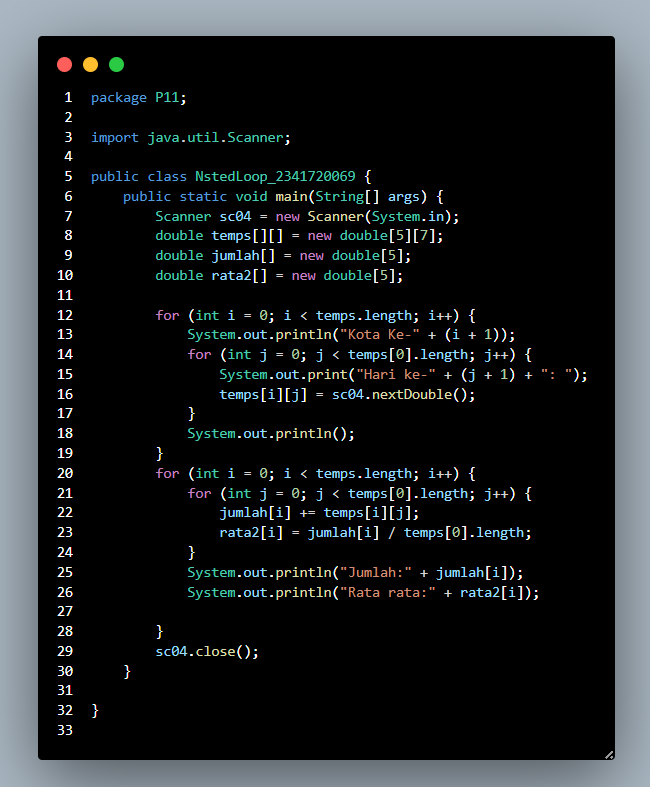 1 package P11;
2
3 import java.util.Scanner;
4
5 public class NstedLoop_2341720069 {
6     public static void main(String[] args) {
7         Scanner sc04 = new Scanner(System.in);
8         double temps[][] = new double[5][7];
9         double jumlah[] = new double[5];
10         double rata2[] = new double[5];
11
12         for (int i = 0; i < temps.length; i++) {
13             System.out.println("Kota Ke-" + (i + 1));
14             for (int j = 0; j < temps[0].length; j++) {
15                 System.out.print("Hari ke-" + (j + 1) + ": ");
16                 temps[i][j] = sc04.nextDouble();
17             }
18             System.out.println();
19         }
20         for (int i = 0; i < temps.length; i++) {
21             for (int j = 0; j < temps[0].length; j++) {
22                 jumlah[i] += temps[i][j];
23                 rata2[i] = jumlah[i] / temps[0].length;
24             }
25             System.out.println("Jumlah:" + jumlah[i]);
26             System.out.println("Rata rata:" + rata2[i]);
27
28         }
29         sc04.close();
30     }
31
32 }
33